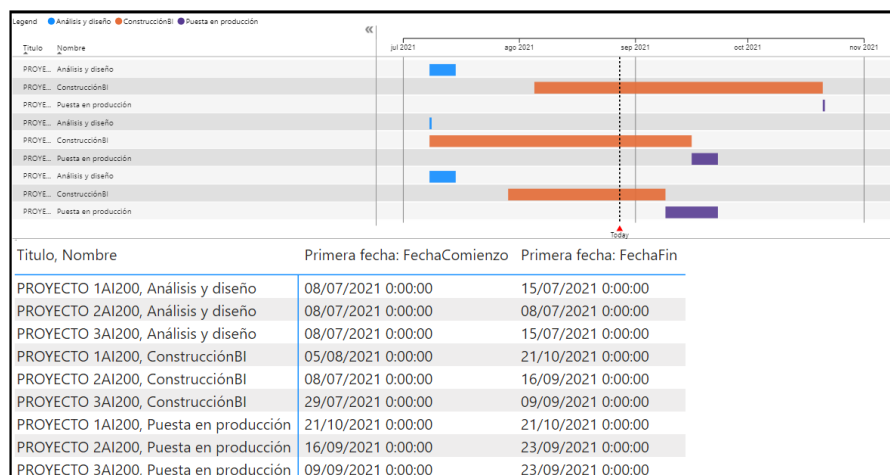 Legend Análisis y diseño ConstrucciónBI Puesta en producción
«
Titulo Nombre jul 2021 ago 2021 sep 2021 oct 2021 nov 2021
PROYE... Análisis y diseño
PROYE... ConstrucciónBI
PROYE... Puesta en producción
PROYE... Análisis y diseño
PROYE... ConstrucciónBI
PROYE... Puesta en producción
PROYE... Análisis y diseño
PROYE... ConstrucciónBI
PROYE... Puesta en producción
Today
Titulo, Nombre Primera fecha: FechaComienzo Primera fecha: FechaFin
PROYECTO 1AI200, Análisis y diseño 08/07/2021 0:00:00 15/07/2021 0:00:00
PROYECTO 2AI200, Análisis y diseño 08/07/2021 0:00:00 08/07/2021 0:00:00
PROYECTO 3AI200, Análisis y diseño 08/07/2021 0:00:00 15/07/2021 0:00:00
PROYECTO 1AI200, ConstrucciónBI 05/08/2021 0:00:00 21/10/2021 0:00:00
PROYECTO 2AI200, ConstrucciónBI 08/07/2021 0:00:00 16/09/2021 0:00:00
PROYECTO 3AI200, ConstrucciónBI 29/07/2021 0:00:00 09/09/2021 0:00:00
PROYECTO 1AI200, Puesta en producción 21/10/2021 0:00:00 21/10/2021 0:00:00
PROYECTO 2AI200, Puesta en producción 16/09/2021 0:00:00 23/09/2021 0:00:00
PROYECTO 3AI200, Puesta en producción 09/09/2021 0:00:00 23/09/2021 0:00:00